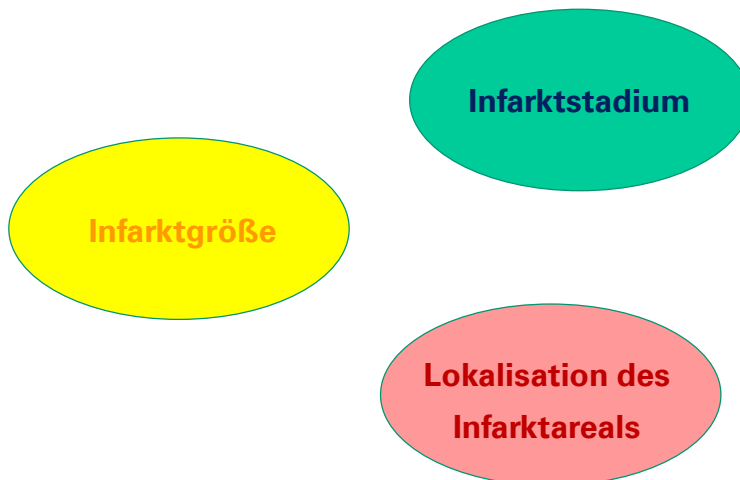 Infarktstadium
Infarktgröße
Lokalisation des
Infarktareals